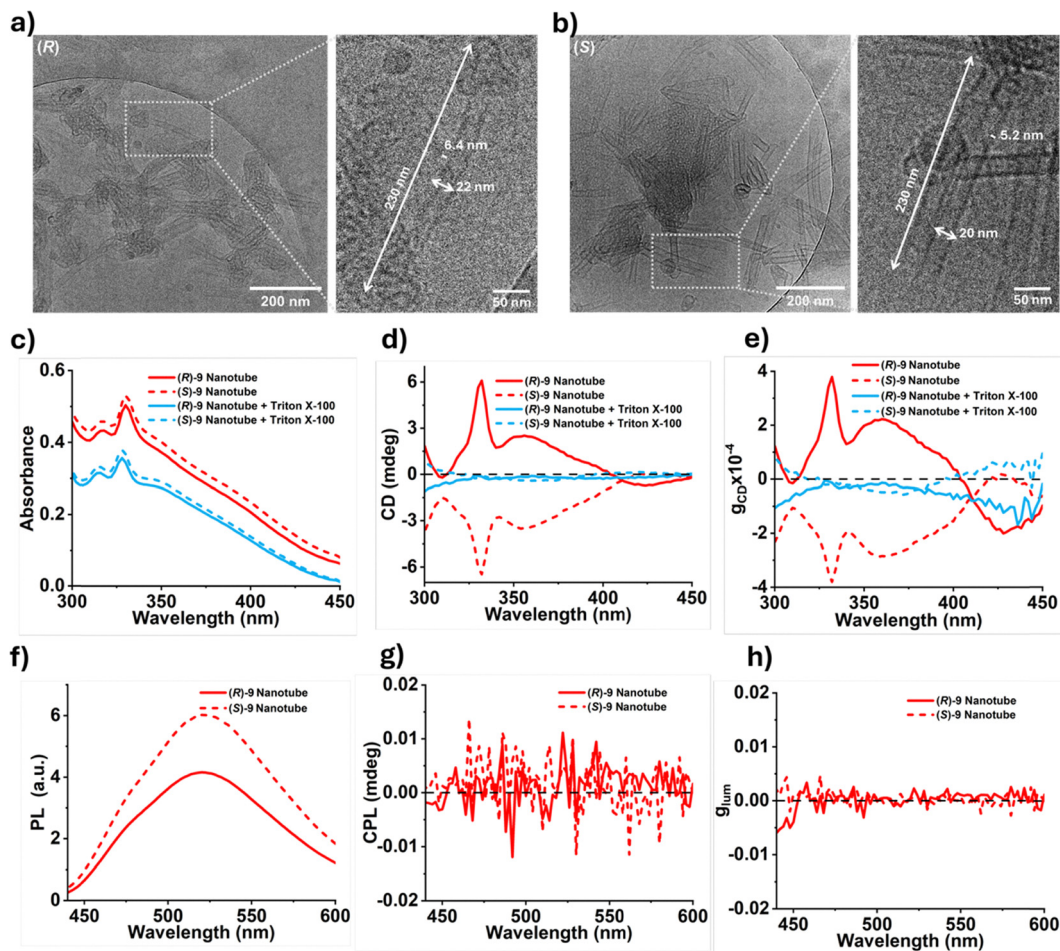 a)
(R)
200 nm
230 nm
6.4 nm
22 nm
50 nm
b)
(S)
200 nm
230 nm
5.2 nm
20 nm
50 nm
c)
0.6
0.4
0.2
0.0
Absorbance
(R)-9 Nanotube
(S)-9 Nanotube
(R)-9 Nanotube + Triton X-100
(S)-9 Nanotube + Triton X-100
300 350 400 450
Wavelength (nm)
d)
6
3
0
-3
-6
CD (mdeg)
(R)-9 Nanotube
(S)-9 Nanotube
(R)-9 Nanotube + Triton X-100
(S)-9 Nanotube + Triton X-100
300 350 400 450
Wavelength (nm)
e)
4
2
0
-2
-4
gCDx10-4
(R)-9 Nanotube
(S)-9 Nanotube
(R)-9 Nanotube + Triton X-100
(S)-9 Nanotube + Triton X-100
300 350 400 450
Wavelength (nm)
f)
6
4
2
0
PL (a.u.)
(R)-9 Nanotube
(S)-9 Nanotube
450 500 550 600
Wavelength (nm)
g)
0.02
0.01
0.00
-0.01
-0.02
CPL (mdeg)
(R)-9 Nanotube
(S)-9 Nanotube
450 500 550 600
Wavelength (nm)
h)
0.02
0.01
0.00
-0.01
-0.02
glum
(R)-9 Nanotube
(S)-9 Nanotube
450 500 550 600
Wavelength (nm)